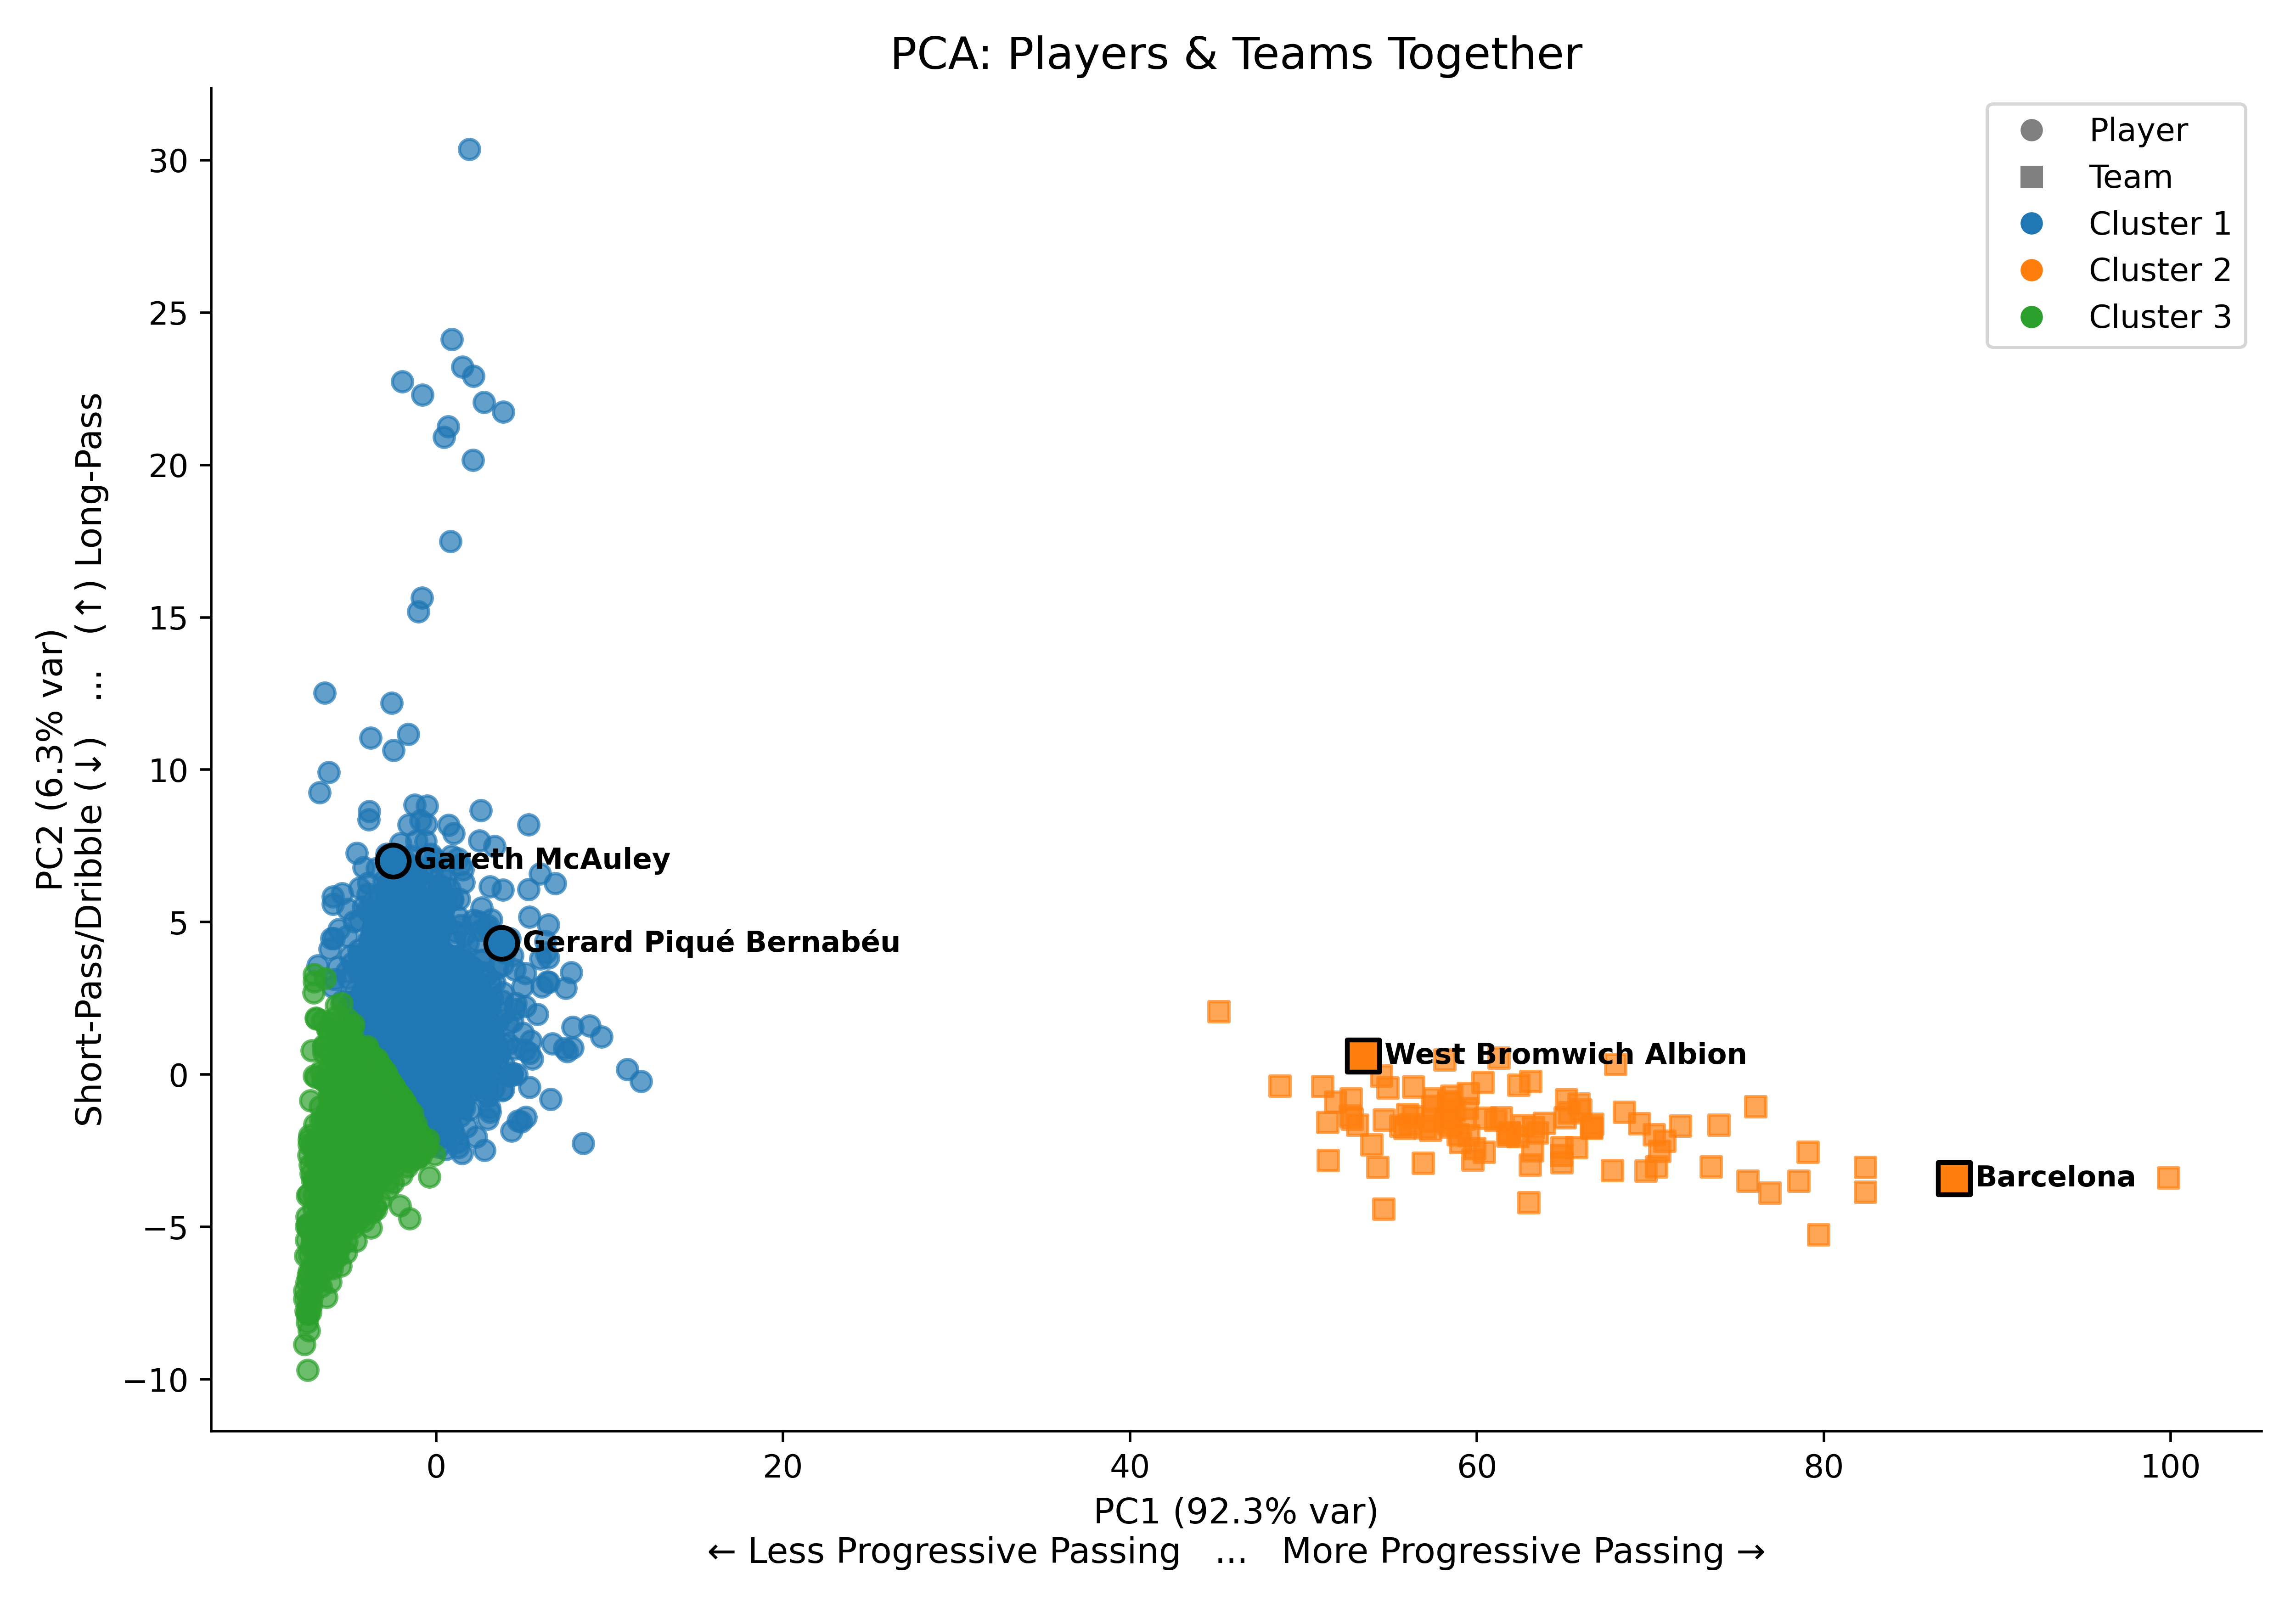 PCA: Players & Teams Together
Player
Team
Cluster 1
Cluster 2
Cluster 3
PC2 (6.3% var)
Short-Pass/Dribble (↓)   ...   (↑) Long-Pass
30
25
20
15
10
5
0
−5
−10
Gareth McAuley
Gerard Piqué Bernabéu
West Bromwich Albion
Barcelona
0 20 40 60 80 100
PC1 (92.3% var)
← Less Progressive Passing   ...   More Progressive Passing →